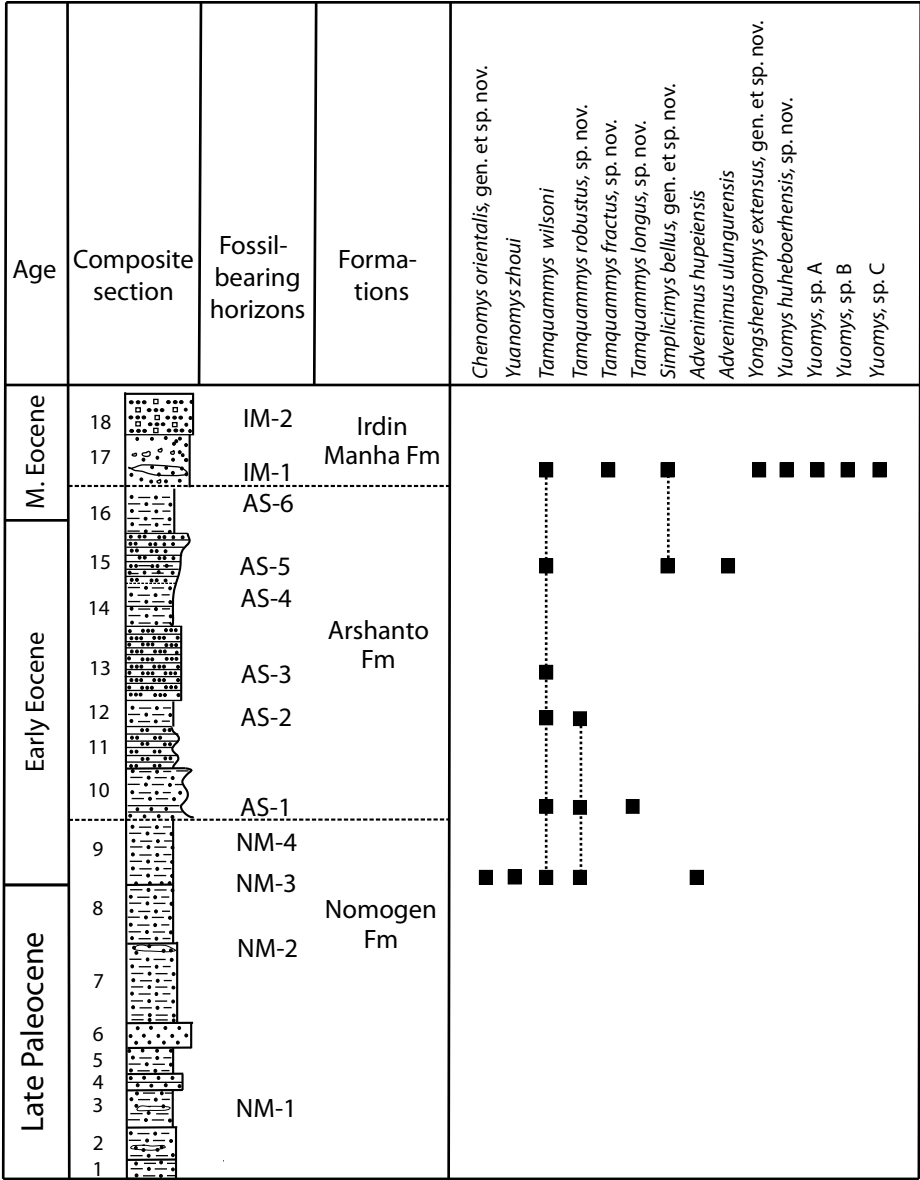 Age
Composite
section
Fossil-
bearing
horizons
Forma-
tions
Chenomys orientalis, gen. et sp. nov.
Yuanomys zhoui
Tamquammys wilsoni
Tamquammys robustus, sp. nov.
Tamquammys fractus, sp. nov.
Tamquammys longus, sp. nov.
Simplicimys bellus, gen. et sp. nov.
Advenimus hupeiensis
Advenimus ulungurensis
Yongshengomys extensus, gen. et sp. nov.
Yuomys huheboerhensis, sp. nov.
Yuomys, sp. A
Yuomys, sp. B
Yuomys, sp. C
M. Eocene
Early Eocene
Late Paleocene
18
17
16
15
14
13
12
11
10
9
8
7
6
5
4
3
2
1
IM-2
IM-1
AS-6
AS-5
AS-4
AS-3
AS-2
AS-1
NM-4
NM-3
NM-2
NM-1
Irdin
Manha Fm
Arshanto
Fm
Nomogen
Fm